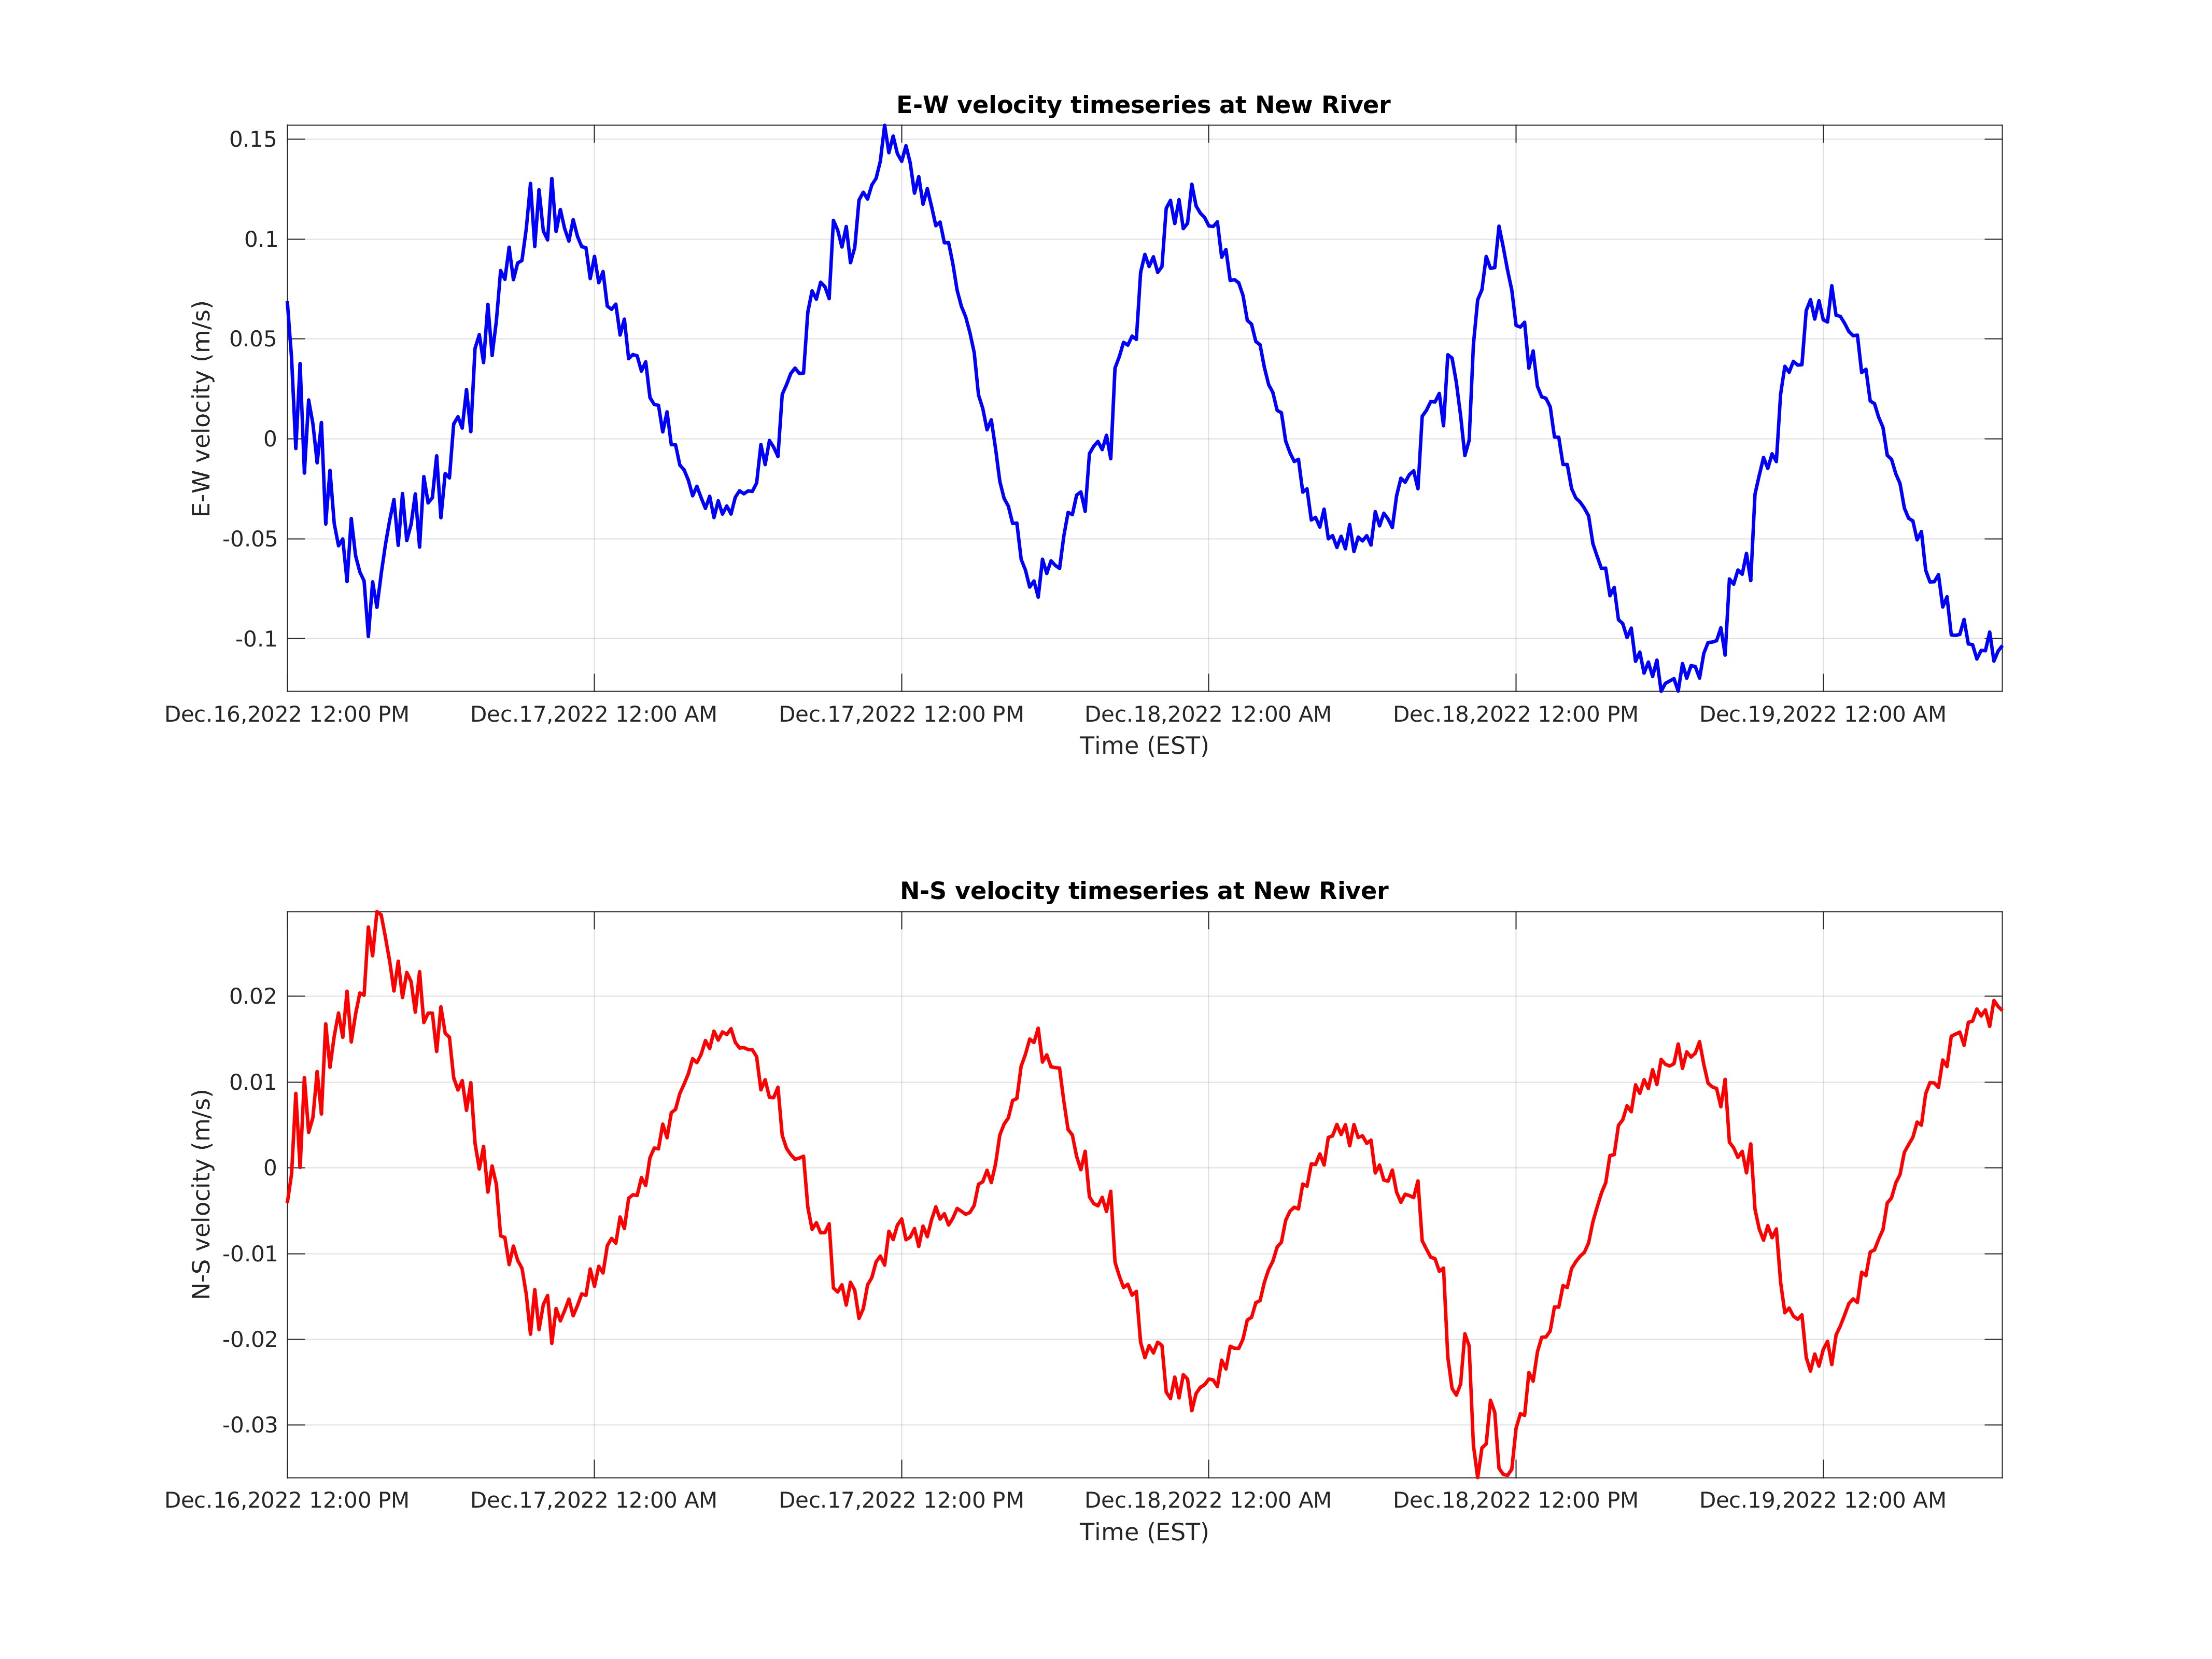 E-W velocity timeseries at New River
0.15
0.1
0.05
0
-0.05
-0.1
E-W velocity (m/s)
Dec.16,2022 12:00 PM Dec.17,2022 12:00 AM Dec.17,2022 12:00 PM Dec.18,2022 12:00 AM Dec.18,2022 12:00 PM Dec.19,2022 12:00 AM
Time (EST)
N-S velocity timeseries at New River
0.02
0.01
0
-0.01
-0.02
-0.03
N-S velocity (m/s)
Dec.16,2022 12:00 PM Dec.17,2022 12:00 AM Dec.17,2022 12:00 PM Dec.18,2022 12:00 AM Dec.18,2022 12:00 PM Dec.19,2022 12:00 AM
Time (EST)